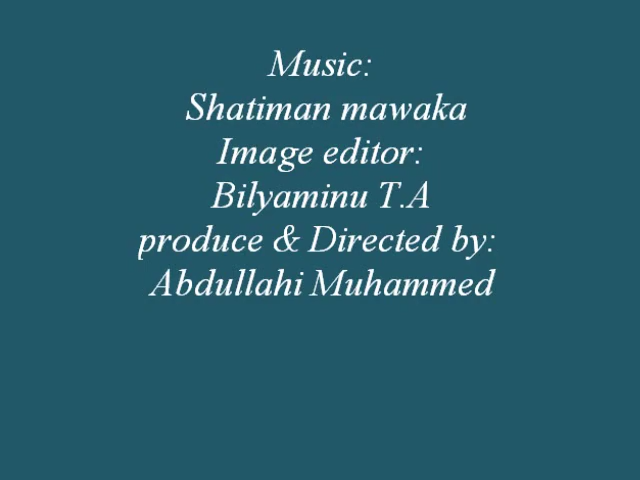 Music:
Shatiman mawaka
Image editor:
Bilyaminu T.A
produce & Directed by:
Abdullahi Muhammed